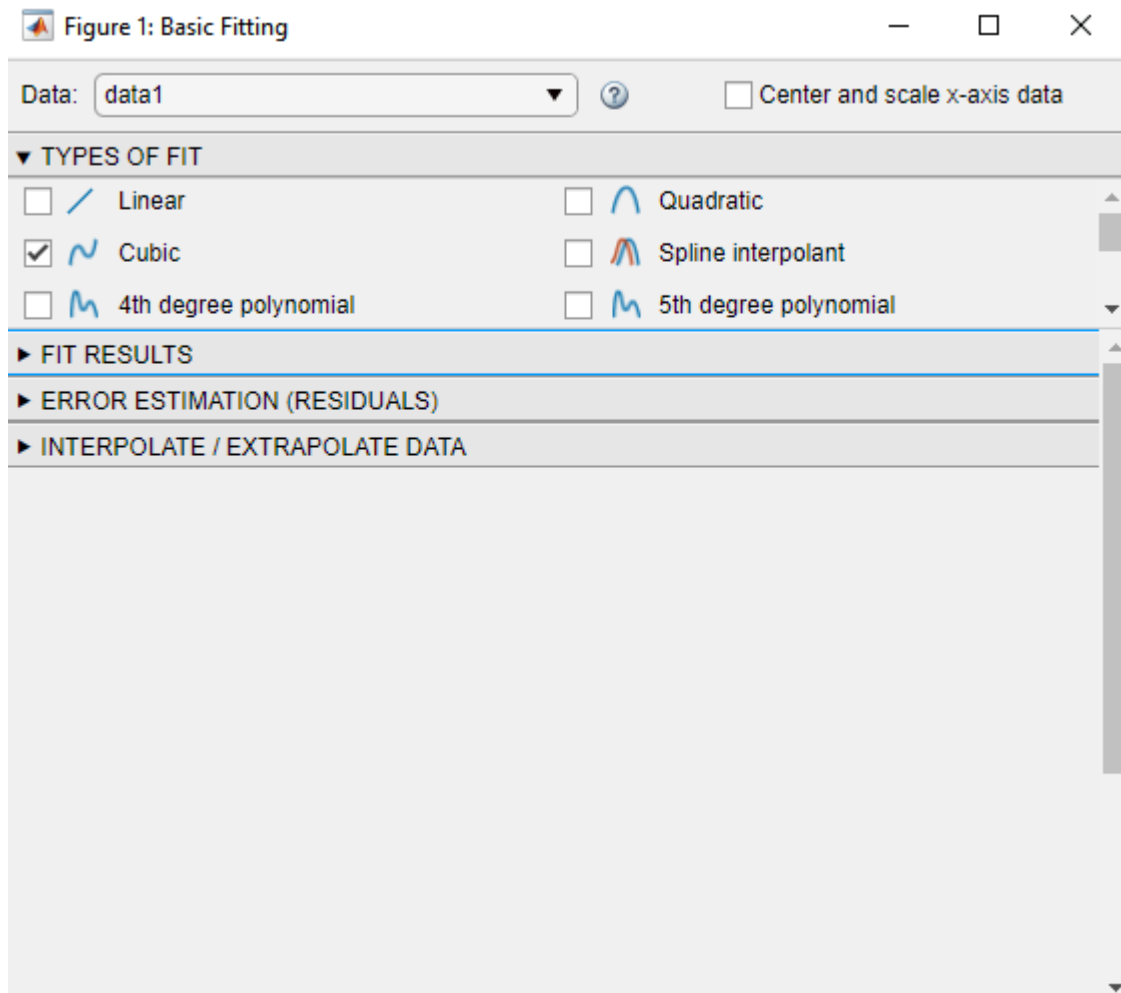 Figure 1: Basic Fitting
Data: data1 Center and scale x-axis data
TYPES OF FIT
Linear Quadratic
Cubic Spline interpolant
4th degree polynomial 5th degree polynomial
FIT RESULTS
ERROR ESTIMATION (RESIDUALS)
INTERPOLATE / EXTRAPOLATE DATA